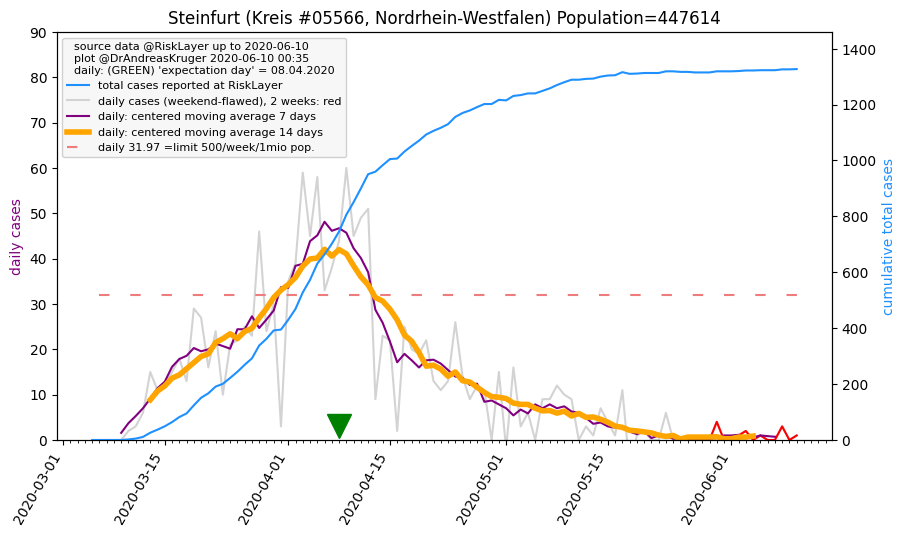 Steinfurt (Kreis #05566, Nordrhein-Westfalen) Population=447614
source data @RiskLayer up to 2020-06-10
plot @DrAndreasKruger 2020-06-10 00:35
daily: (GREEN) 'expectation day' = 08.04.2020
total cases reported at RiskLayer
daily cases (weekend-flawed), 2 weeks: red
daily: centered moving average 7 days
daily: centered moving average 14 days
daily 31.97 =limit 500/week/1mio pop.
daily cases
90
80
70
60
50
40
30
20
10
0
cumulative total cases
1400
1200
1000
800
600
400
200
0
2020-03-01
2020-03-15
2020-04-01
2020-04-15
2020-05-01
2020-05-15
2020-06-01